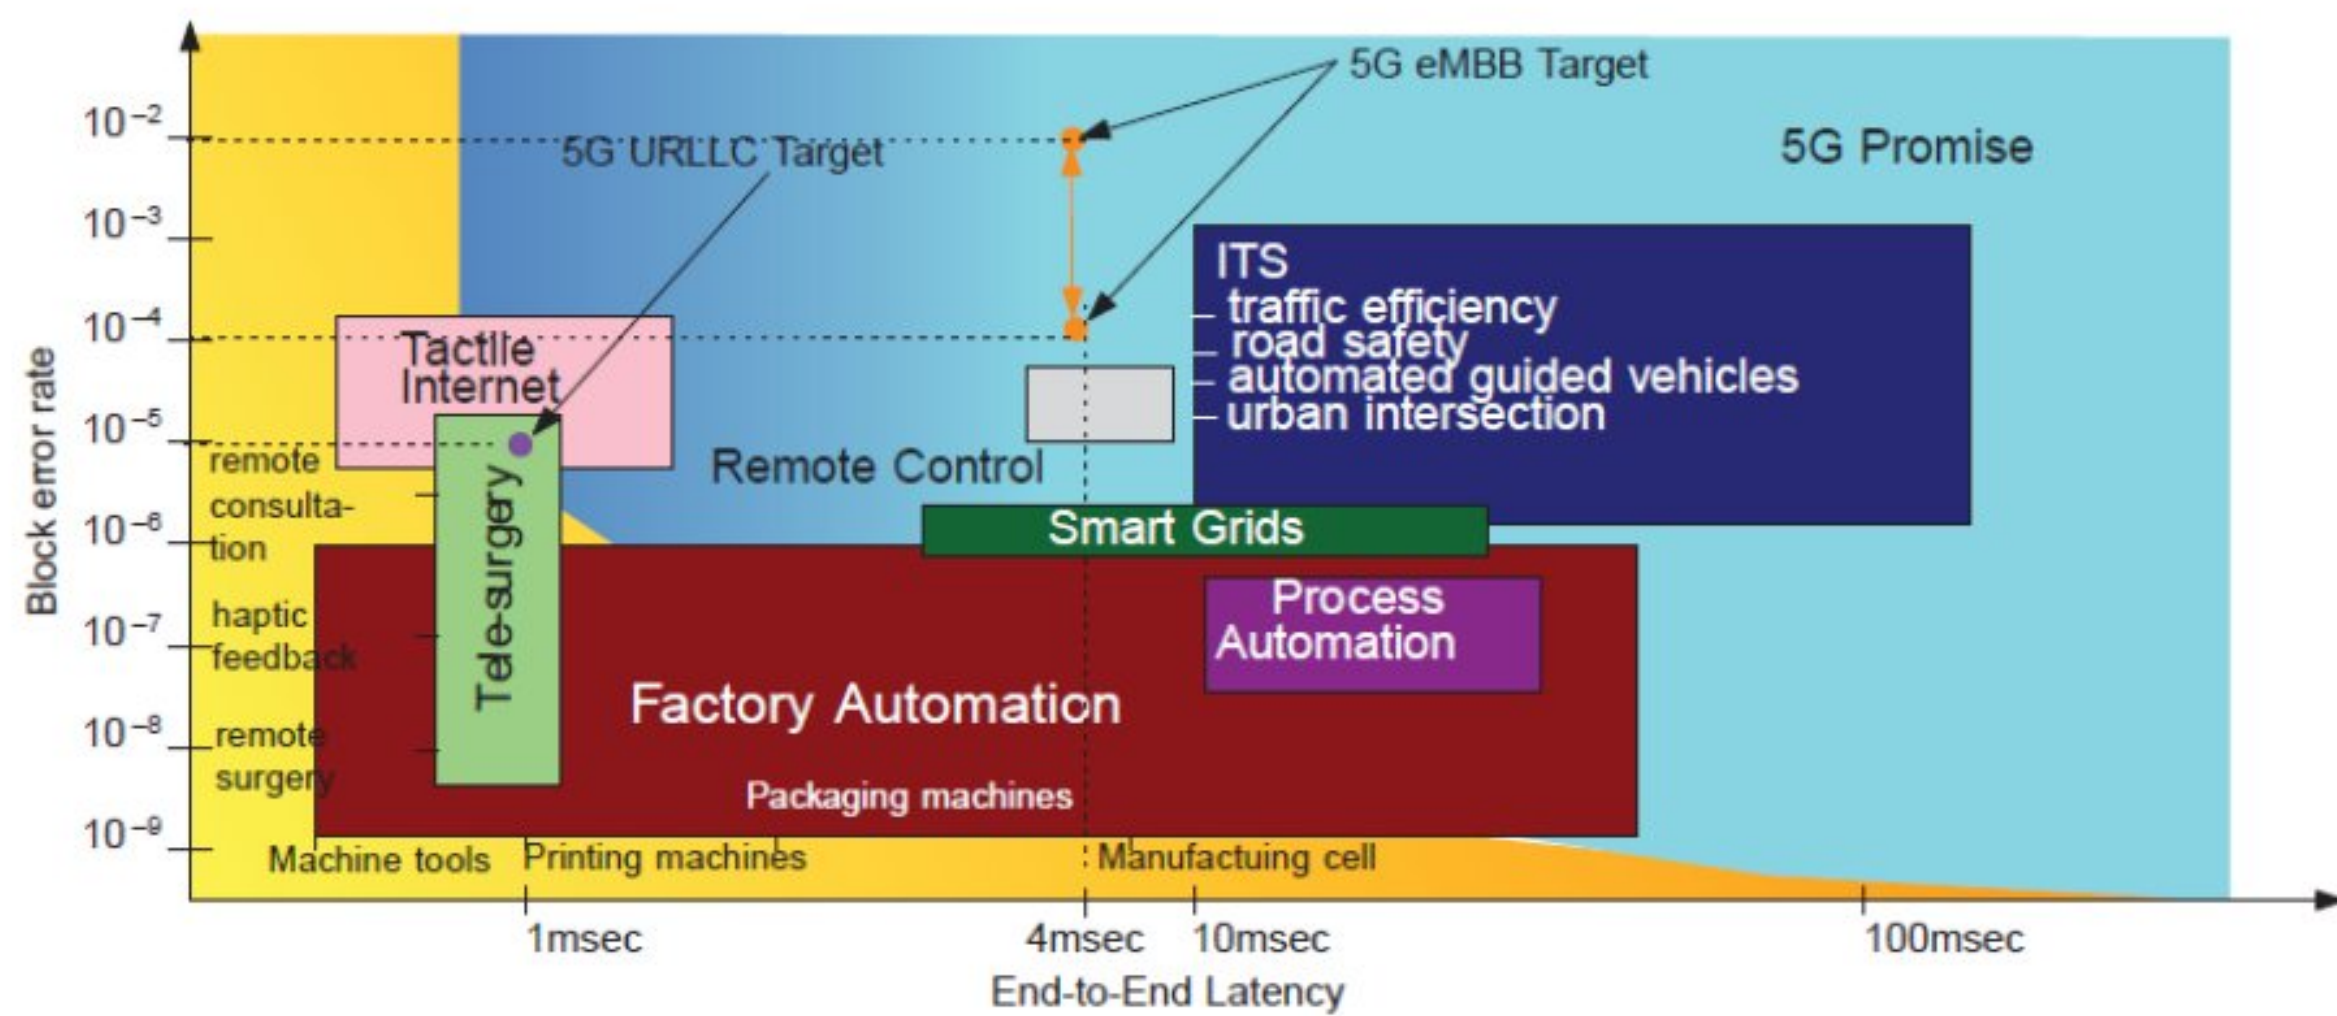 5G eMBB Target
10−2
5G URLLC Target
5G Promise
10−3
ITS
traffic efficiency
road safety
automated guided vehicles
urban intersection
10−4
Tactile
Internet
10−5
remote
consulta-
tion
Remote Control
10−6
Smart Grids
Block error rate
Tele-surgery
haptic
feedback
10−7
Process
Automation
Factory Automation
10−8
remote
surgery
Packaging machines
10−9
Machine tools
Printing machines
Manufactuing cell
1msec
4msec
10msec
100msec
End-to-End Latency